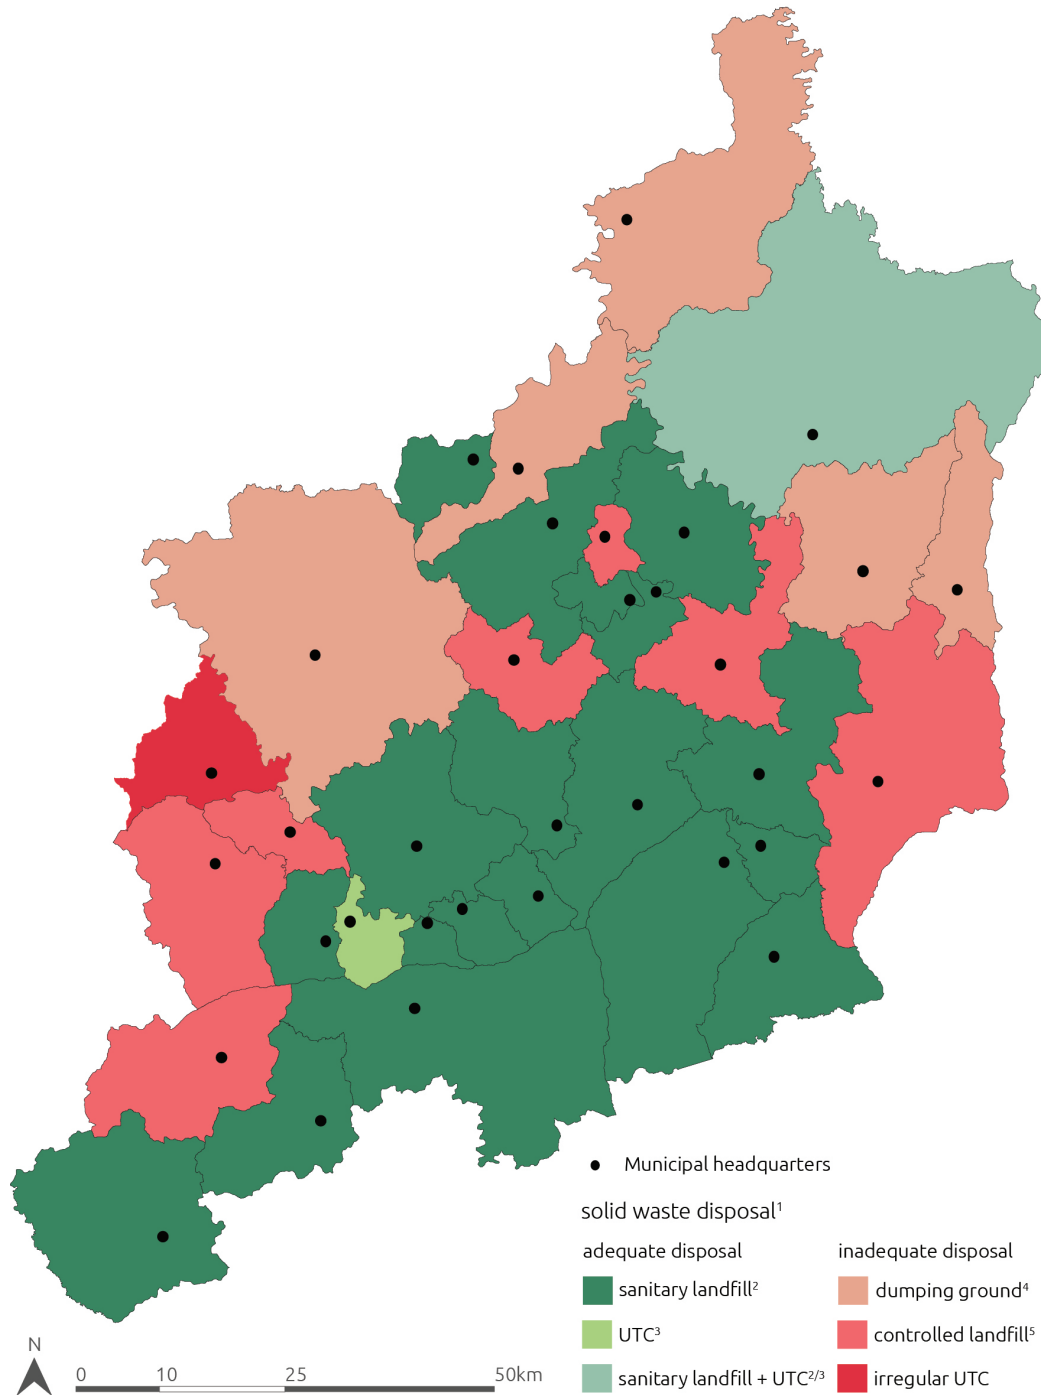 Municipal headquarters
solid waste disposal¹
adequate disposal
sanitary landfill²
UTC³
sanitary landfill + UTC²/³
inadequate disposal
dumping ground⁴
controlled landfill⁵
irregular UTC
N
0 10 25 50km